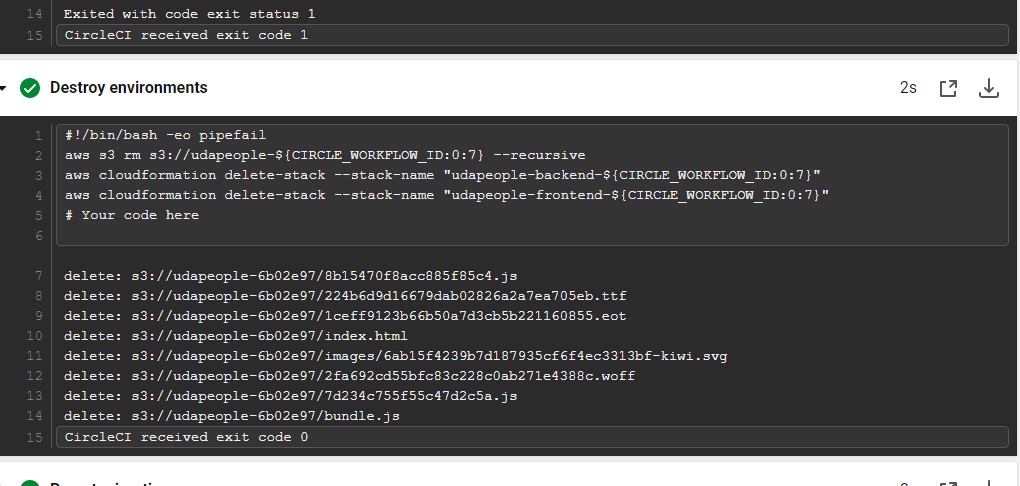 14 Exited with code exit status 1
15 CircleCI received exit code 1
Destroy environments 2s
1 #!/bin/bash -eo pipefail
2 aws s3 rm s3://udapeople-${CIRCLE_WORKFLOW_ID:0:7} --recursive
3 aws cloudformation delete-stack --stack-name "udapeople-backend-${CIRCLE_WORKFLOW_ID:0:7}"
4 aws cloudformation delete-stack --stack-name "udapeople-frontend-${CIRCLE_WORKFLOW_ID:0:7}"
5 # Your code here
6
7 delete: s3://udapeople-6b02e97/8b15470f8acc885f85c4.js
8 delete: s3://udapeople-6b02e97/224b6d9d16679dab02826a2a7ea705eb.ttf
9 delete: s3://udapeople-6b02e97/1ceff9123b66b50a7d3cb5b221160855.eot
10 delete: s3://udapeople-6b02e97/index.html
11 delete: s3://udapeople-6b02e97/images/6ab15f4239b7d187935cf6f4ec3313bf-kiwi.svg
12 delete: s3://udapeople-6b02e97/2fa692cd55bfc83c228c0ab271e4388c.woff
13 delete: s3://udapeople-6b02e97/7d234c755f55c47d2c5a.js
14 delete: s3://udapeople-6b02e97/bundle.js
15 CircleCI received exit code 0